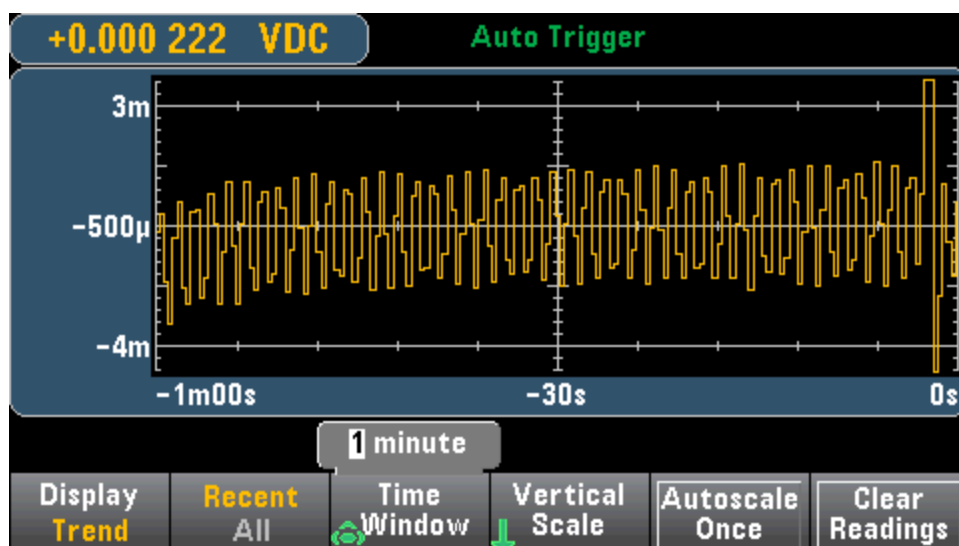 +0.000 222 VDC
Auto Trigger
3m
-500µ
-4m
-1m00s
-30s
0s
1 minute
Display
Trend
Recent
All
Time
Window
Vertical
Scale
Autoscale
Once
Clear
Readings